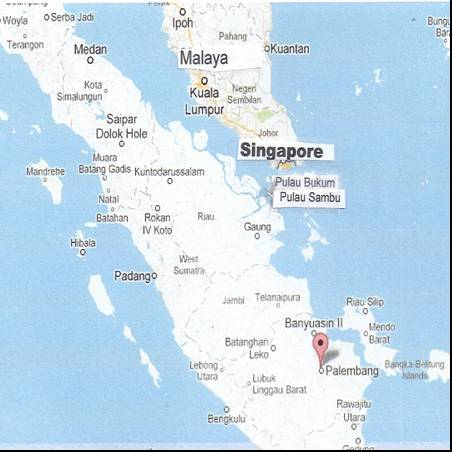 Serba Jadi
Woyla
Terangon
Medan
Ipoh
Pahang
Kuantan
Malaya
Kota
Simalungun
Kuala
Lumpur
Negeri
Sembilan
Johor
Saipar
Dolok Hole
Singapore
Muara
Batang Gadis
Mandrehe
Kuntodarussalam
Pulau Bukum
Pulau Sambu
Natal
Batahan
Rokan
IV Koto
Riau
Gaung
Hibala
Padang
West
Sumatra
Jambi
Telanaipura
Riau Silip
Banyuasin II
Mendo
Barat
Batanghari
Leko
Lebong
Utara
Palembang
Bangka-Belitung
Islands
Lubuk
Linggau Barat
Rawajitu
Utara
Bengkulu
Gedung